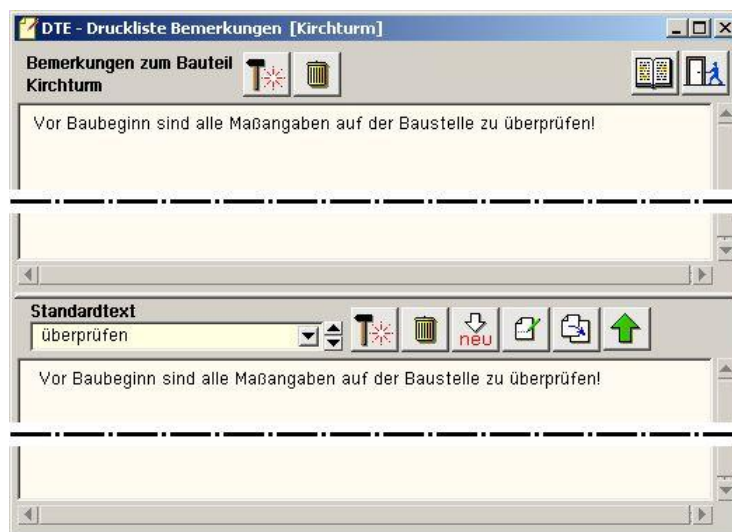 DTE - Druckliste Bemerkungen [Kirchturm]
Bemerkungen zum Bauteil
Kirchturm
Vor Baubeginn sind alle Maßangaben auf der Baustelle zu überprüfen!
Standardtext
überprüfen
neu
Vor Baubeginn sind alle Maßangaben auf der Baustelle zu überprüfen!